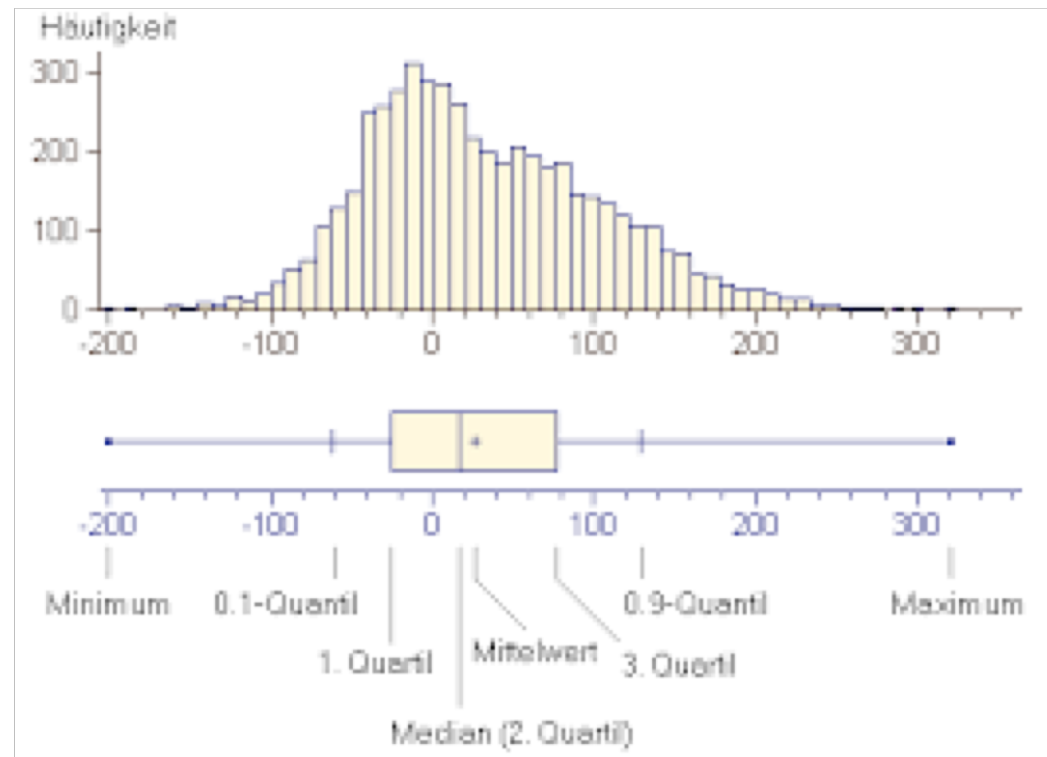 Häufigkeit
300
200
100
0
-200 -100 0 100 200 300
-200 -100 0 100 200 300
Minimum 0.1-Quantil 0.9-Quantil Maximum
1. Quartil Mittelwert 3. Quartil
Median (2. Quartil)